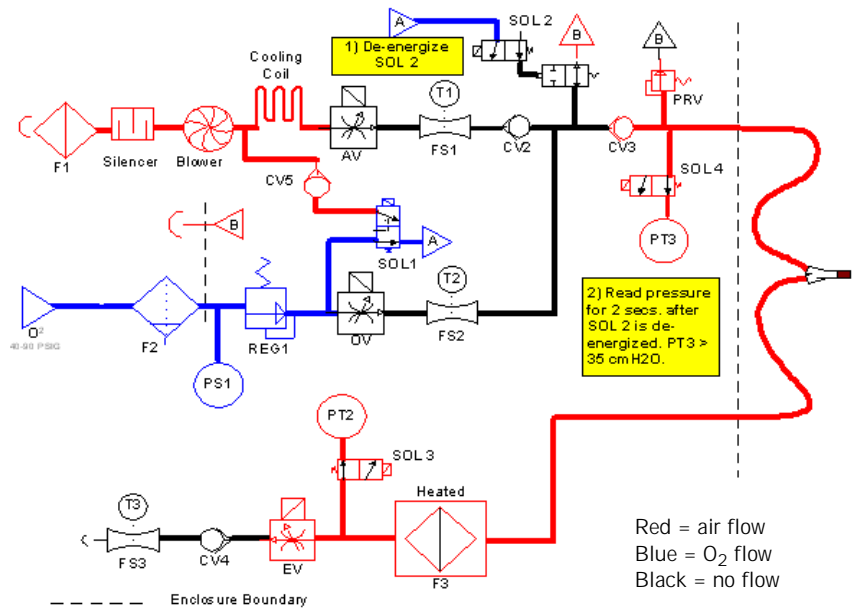 A
SOL 2
B
B
1) De-energize
SOL 2
Cooling
Coil
T1
PRV
F1
Silencer
Blower
AV
FS1
CV2
CV3
SOL 4
CV5
PT3
B
A
SOL1
T2
2) Read pressure
for 2 secs. after
SOL 2 is de-
energized. PT3 >
35 cm H2O.
O2
40-90 PSIG
F2
REG1
OV
FS2
PS1
PT2
SOL 3
Heated
T3
FS3
CV4
EV
F3
Red = air flow
Blue = O2 flow
Black = no flow
Enclosure Boundary